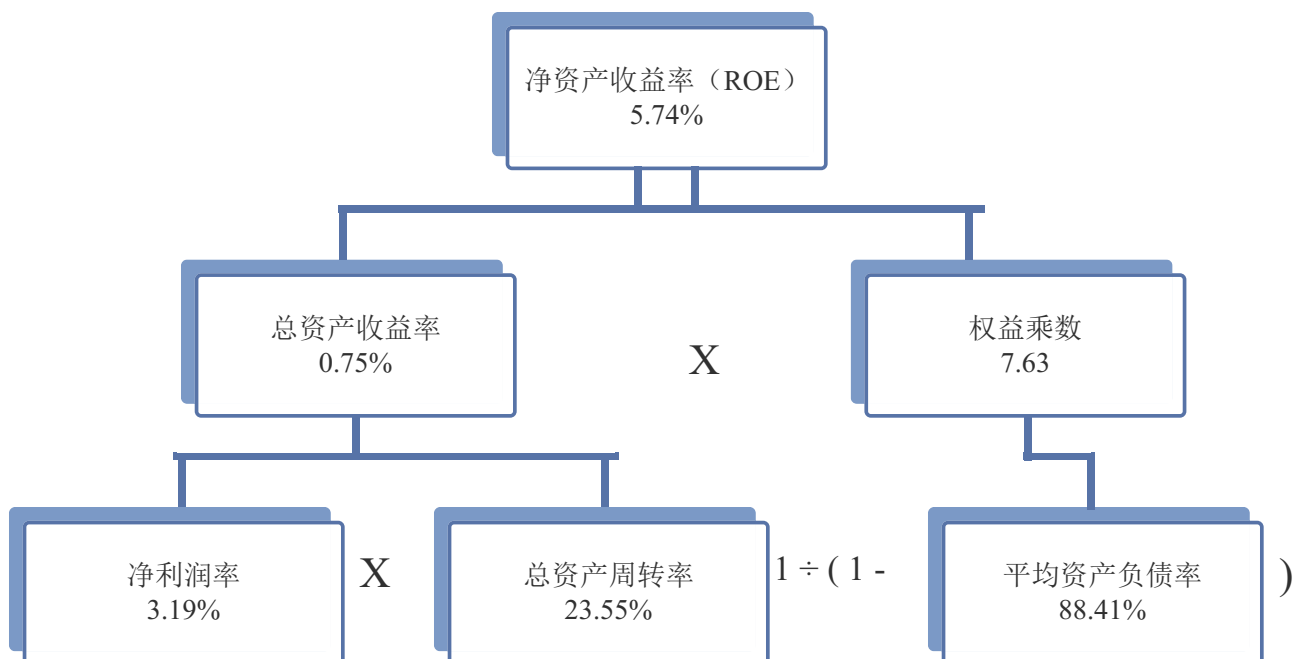 净资产收益率（ROE）
5.74%
总资产收益率
0.75%
X
权益乘数
7.63
净利润率
3.19%
X
总资产周转率
23.55%
1 ÷ ( 1 -
平均资产负债率
88.41%
)